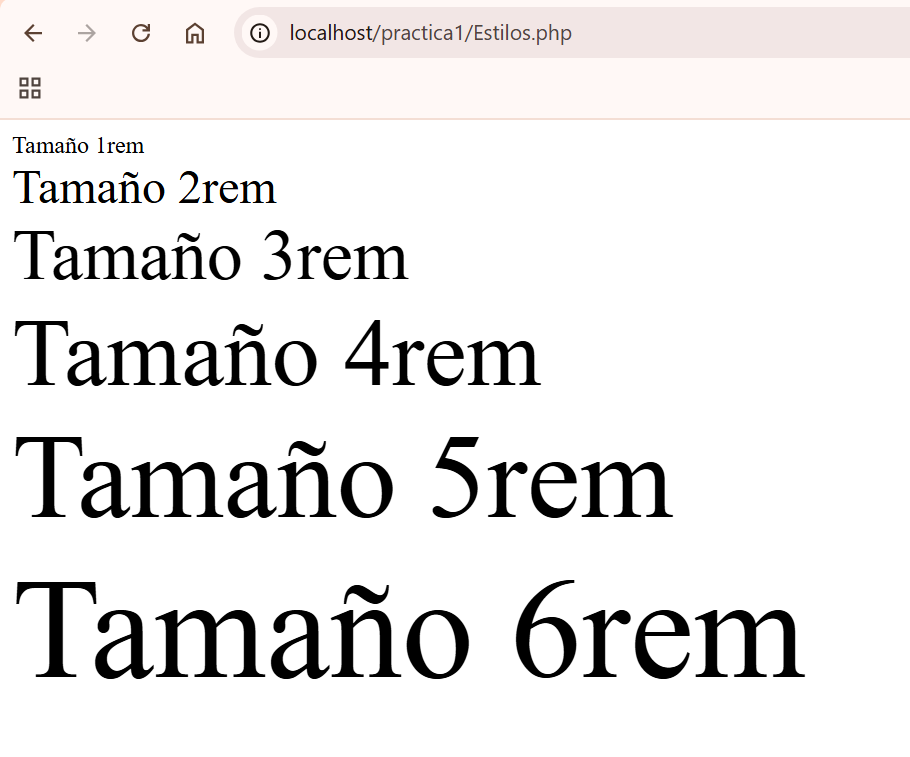 localhost/practica1/Estilos.php
Tamaño 1rem
Tamaño 2rem
Tamaño 3rem
Tamaño 4rem
Tamaño 5rem
Tamaño 6rem